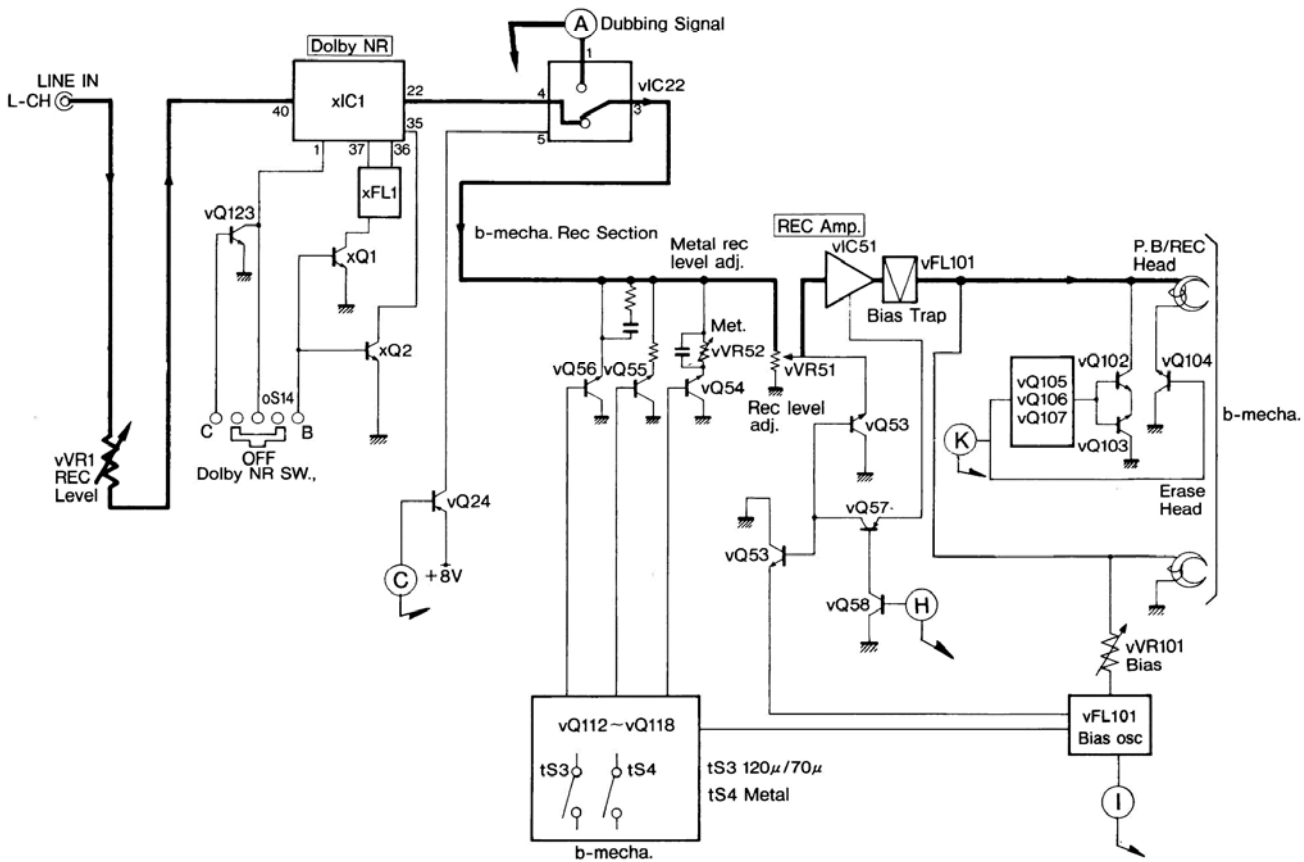 A
Dubbing Signal
1
Dolby NR
LINE IN
L-CH
xIC1
22
4
vIC22
40
3
35
5
1
37
36
xFL1
vQ123
b-mecha. Rec Section
Metal rec
level adj.
REC Amp.
vIC51
xQ1
vFL101
P.B/REC
Head
Bias Trap
Met.
vVR52
xQ2
vQ56
vQ55
vQ54
vVR51
vQ102
vQ104
vQ105
vQ106
vQ107
oS14
Rec level
adj.
b-mecha.
C
B
vQ53
K
vQ103
OFF
Dolby NR SW.,
vVR1
REC
Level
Erase
Head
vQ24
vQ57
vQ53
C
+8V
vQ58
H
vVR101
Bias
vQ112~vQ118
vFL101
Bias osc
tS3
tS4
tS3 120μ/70μ
tS4 Metal
I
b-mecha.